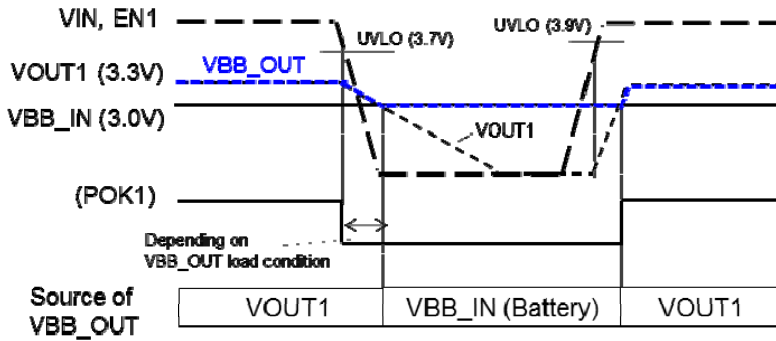 VIN, EN1
UVLO (3.7V)
UVLO (3.9V)
VOUT1 (3.3V)
VBB_OUT
VBB_IN (3.0V)
VOUT1
(POK1)
Depending on
VBB_OUT load condition
Source of
VBB_OUT
VOUT1
VBB_IN (Battery)
VOUT1